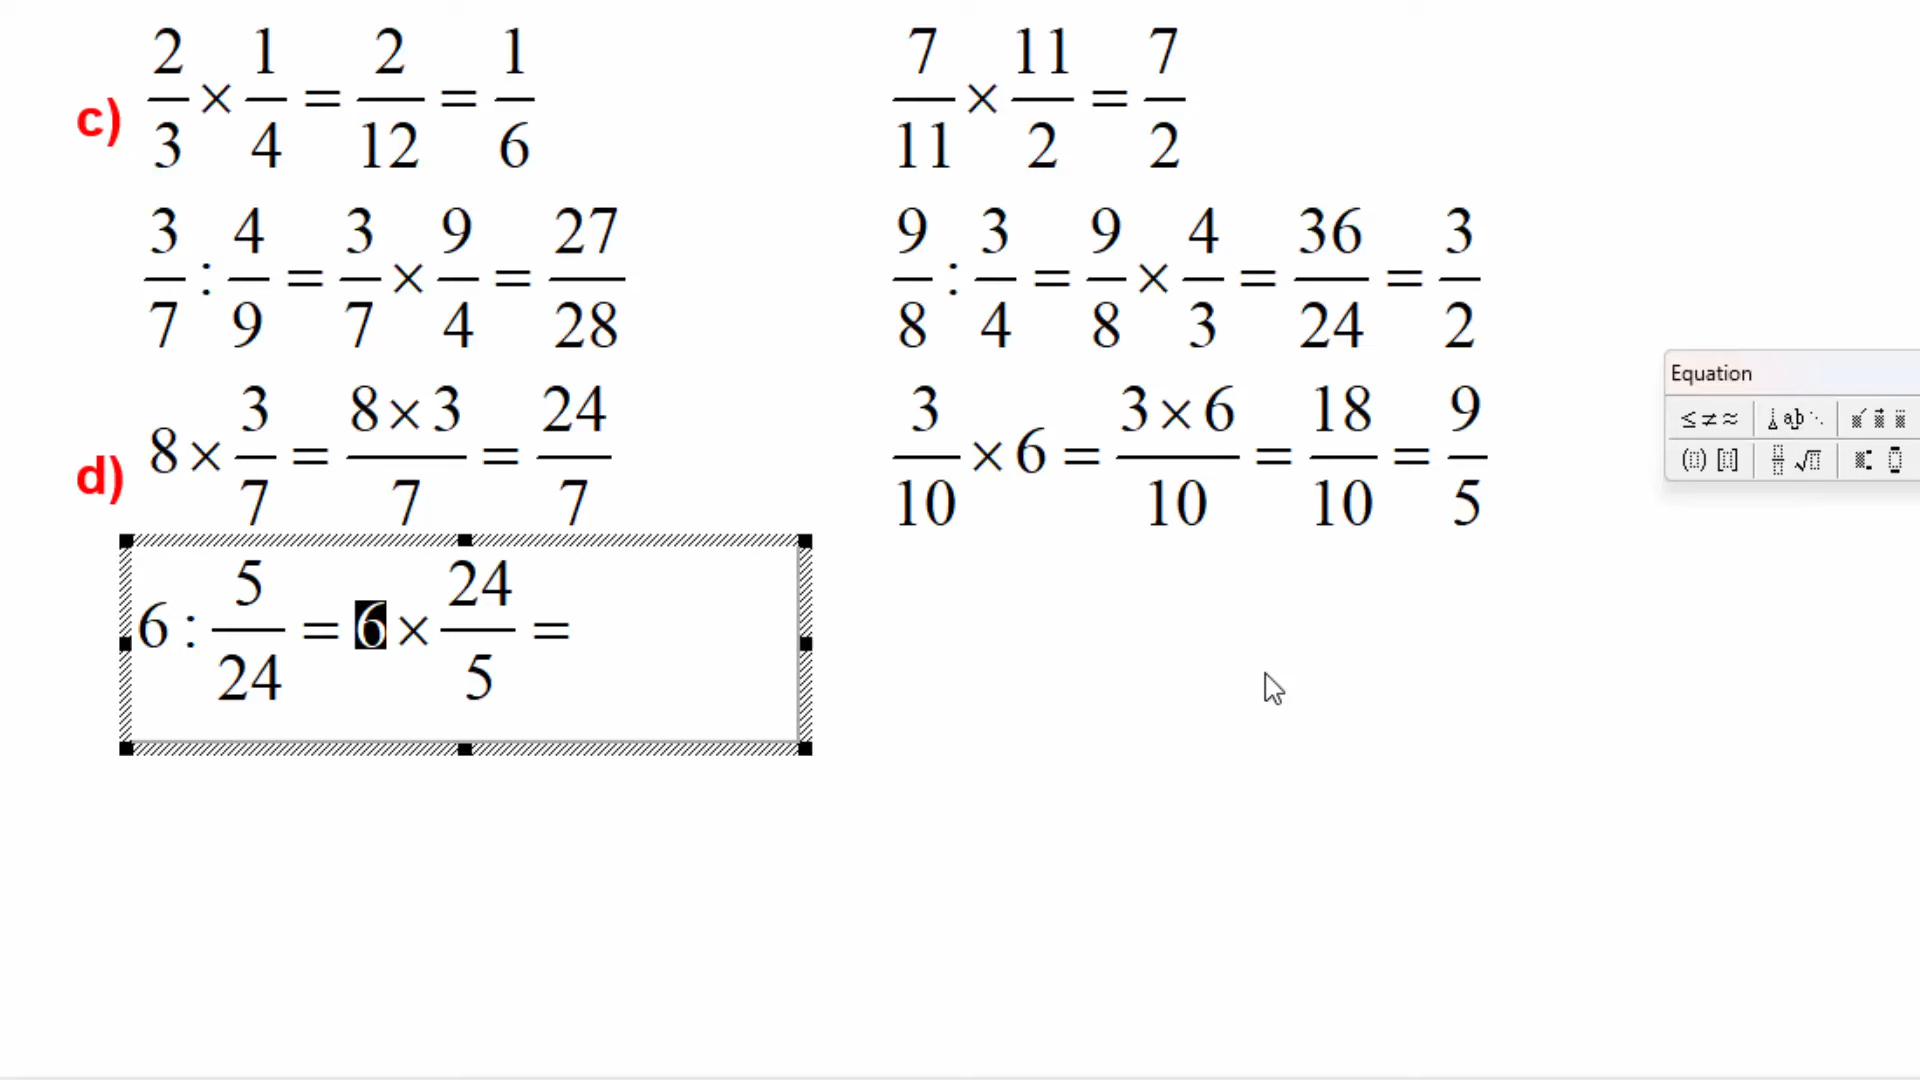 c) 2/3 × 1/4 = 2/12 = 1/6
7/11 × 11/2 = 7/2
3/7 : 4/9 = 3/7 × 9/4 = 27/28
9/8 : 3/4 = 9/8 × 4/3 = 36/24 = 3/2
d) 8 × 3/7 = 8×3/7 = 24/7
3/10 × 6 = 3×6/10 = 18/10 = 9/5
6 : 5/24 = 6 × 24/5 =
Equation
≤ ≠ ≈ ab